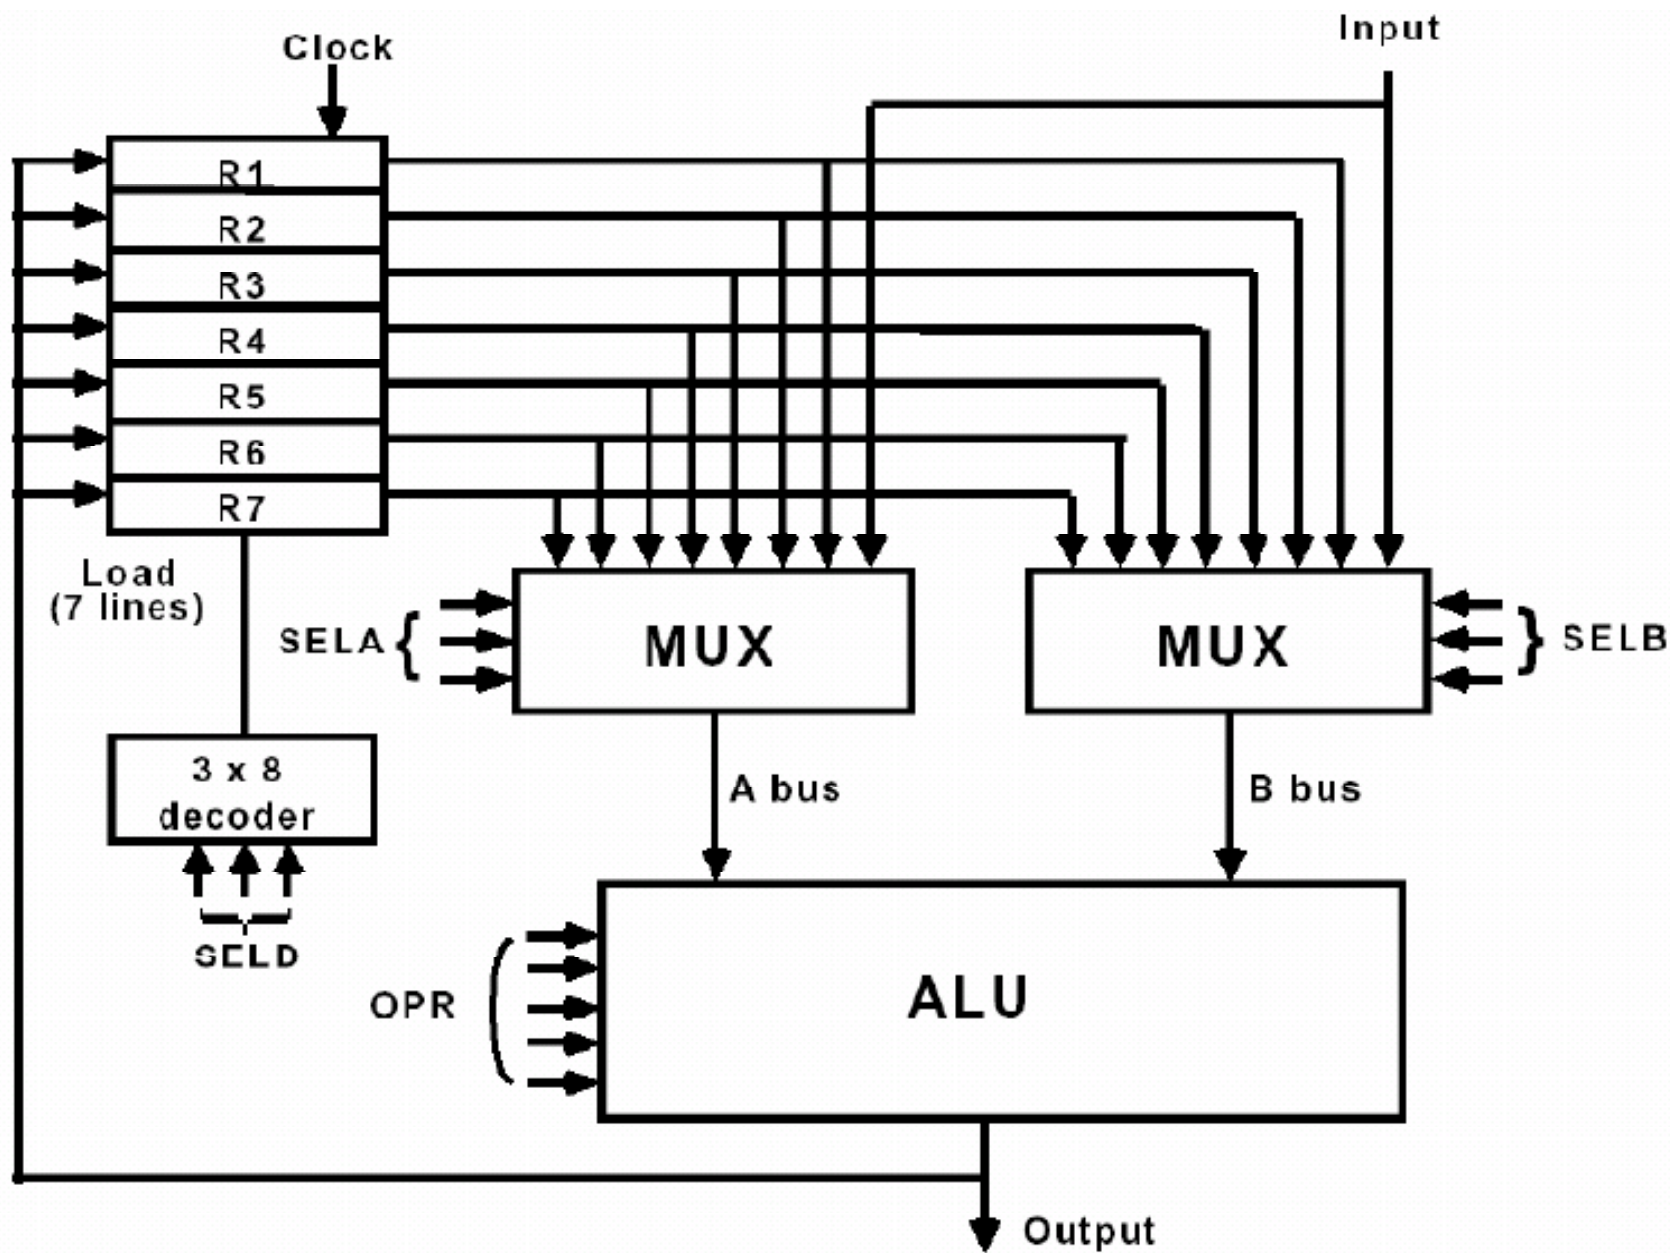 Clock
Input
R1
R2
R3
R4
R5
R6
R7
Load
(7 lines)
SELA {
MUX
MUX
} SELB
3 x 8
decoder
A bus
B bus
SELD
OPR
ALU
Output